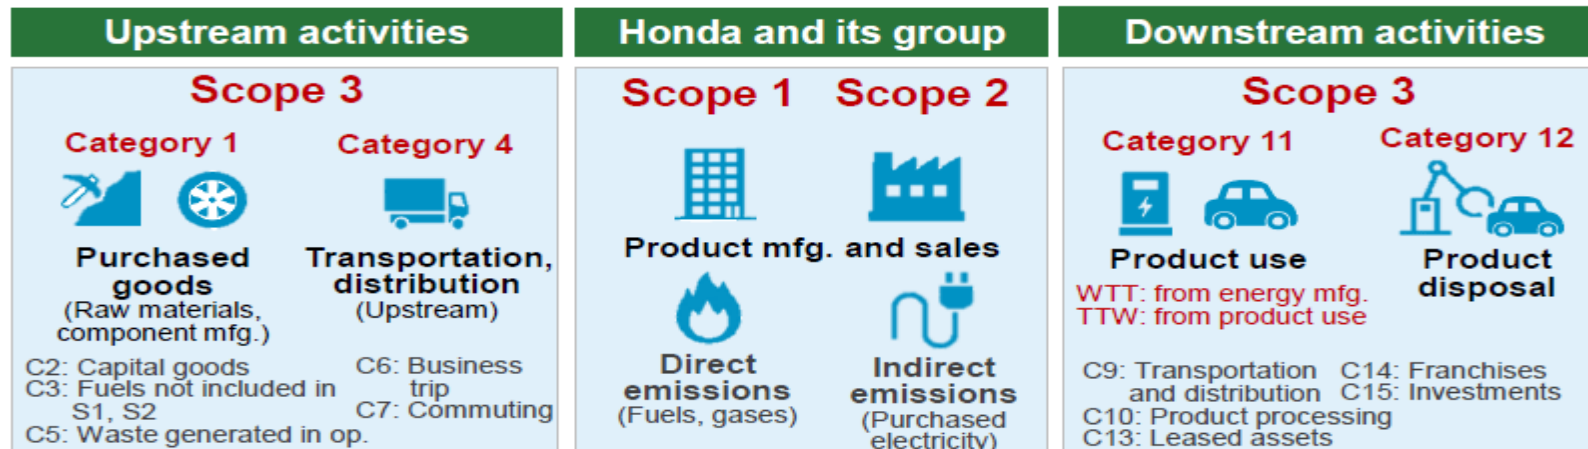 Upstream activities
Scope 3
Category 1
Category 4
Purchased
goods
(Raw materials,
component mfg.)
Transportation,
distribution
(Upstream)
C2: Capital goods
C3: Fuels not included in
S1, S2
C5: Waste generated in op.
C6: Business
trip
C7: Commuting
Honda and its group
Scope 1
Scope 2
Product mfg. and sales
Direct
emissions
(Fuels, gases)
Indirect
emissions
(Purchased
electricity)
Downstream activities
Scope 3
Category 11
Category 12
Product use
WTT: from energy mfg.
TTW: from product use
Product
disposal
C9: Transportation
and distribution
C10: Product processing
C13: Leased assets
C14: Franchises
C15: Investments